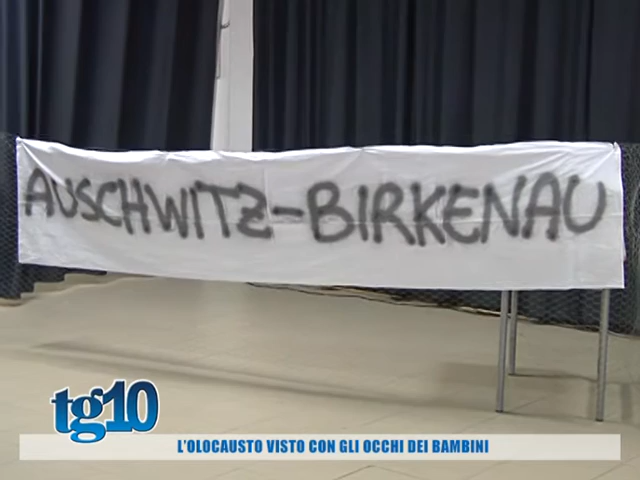 AUSCHWITZ-BIRKENAU
tg10
L'OLOCAUSTO VISTO CON GLI OCCHI DEI BAMBINI